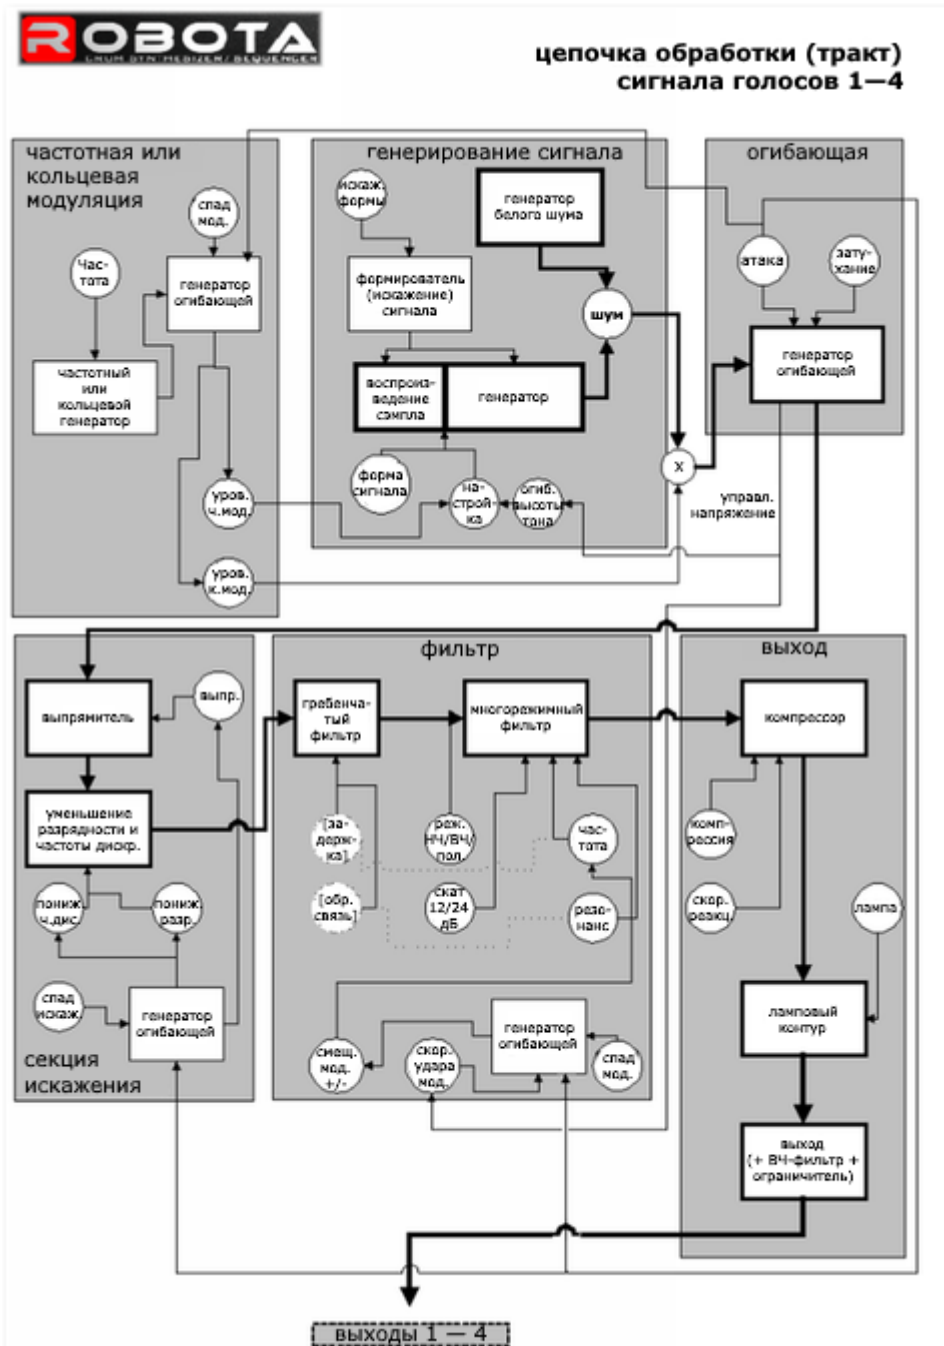 ROBOTA
DRUM SYNTHESIZER/SEQUENCER
цепочка обработки (тракт)
сигнала голосов 1—4
частотная или
кольцевая
модуляция
спад
мод.
Час-
тота
генератор
огибающей
частотный
или
кольцевой
генератор
уров.
ч.мод.
уров.
к.мод.
генерирование сигнала
искаж.
формы
генератор
белого шума
формирователь
(искажение)
сигнала
шум
воспроиз-
ведение
сэмпла
генератор
форма
сигнала
на-
строй-
ка
огиб.
высоты
тона
X
огибающая
атака
зату-
хание
генератор
огибающей
управл.
напряжение
выпрямитель
выпр.
уменьшение
разрядности и
частоты дискр.
пониж.
ч.дис.
пониж.
разр.
спад
искаж.
генератор
огибающей
секция
искажения
фильтр
гребенча-
тый
фильтр
многорежимный
фильтр
[за-
держ-
ка]
реж.
НЧ/ВЧ/
пол.
час-
тота
[обр.
связь]
скат
12/24
дБ
резо-
нанс
генератор
огибающей
смещ.
мод.
+/-
скор.
удара
мод.
спад
мод.
выход
компрессор
комп-
рессия
скор.
реакц.
лампа
ламповый
контур
выход
(+ ВЧ-фильтр +
ограничитель)
выходы 1 — 4